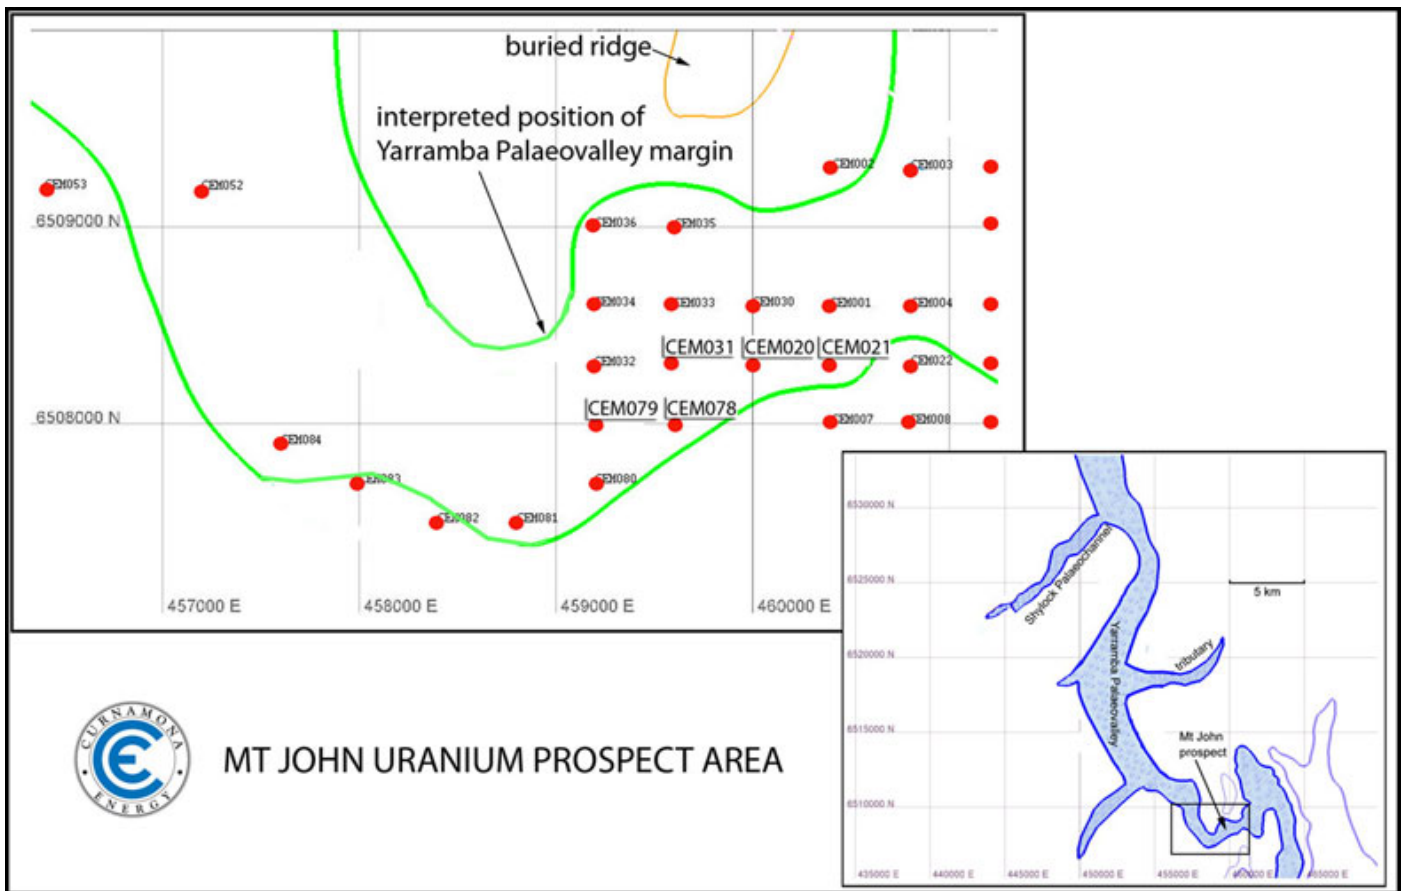 buried ridge
interpreted position of
Yarramba Palaeovalley margin
CEM002
CEM003
CEM053
CEM052
6509000 N
CEM036
CEM035
CEM034
CEM033
CEM030
CEM001
CEM004
CEM031
CEM020
CEM021
CEM032
CEM022
CEM079
CEM078
6508000 N
CEM007
CEM008
CEM084
CEM083
CEM080
CEM082
CEM081
457000 E
458000 E
459000 E
460000 E
6530000 N
Shylock Palaeochannel
6525000 N
5 km
Yarramba Palaeovalley
tributary
6520000 N
6515000 N
Mt John
prospect
6510000 N
435000 E
440000 E
445000 E
450000 E
455000 E
460000 E
465000 E
CURNAMONA
ENERGY
MT JOHN URANIUM PROSPECT AREA